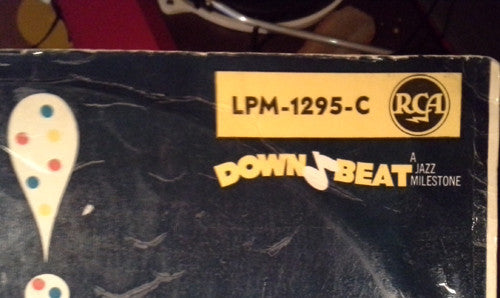 LPM-1295-C RCA
DOWN BEAT A
JAZZ
MILESTONE